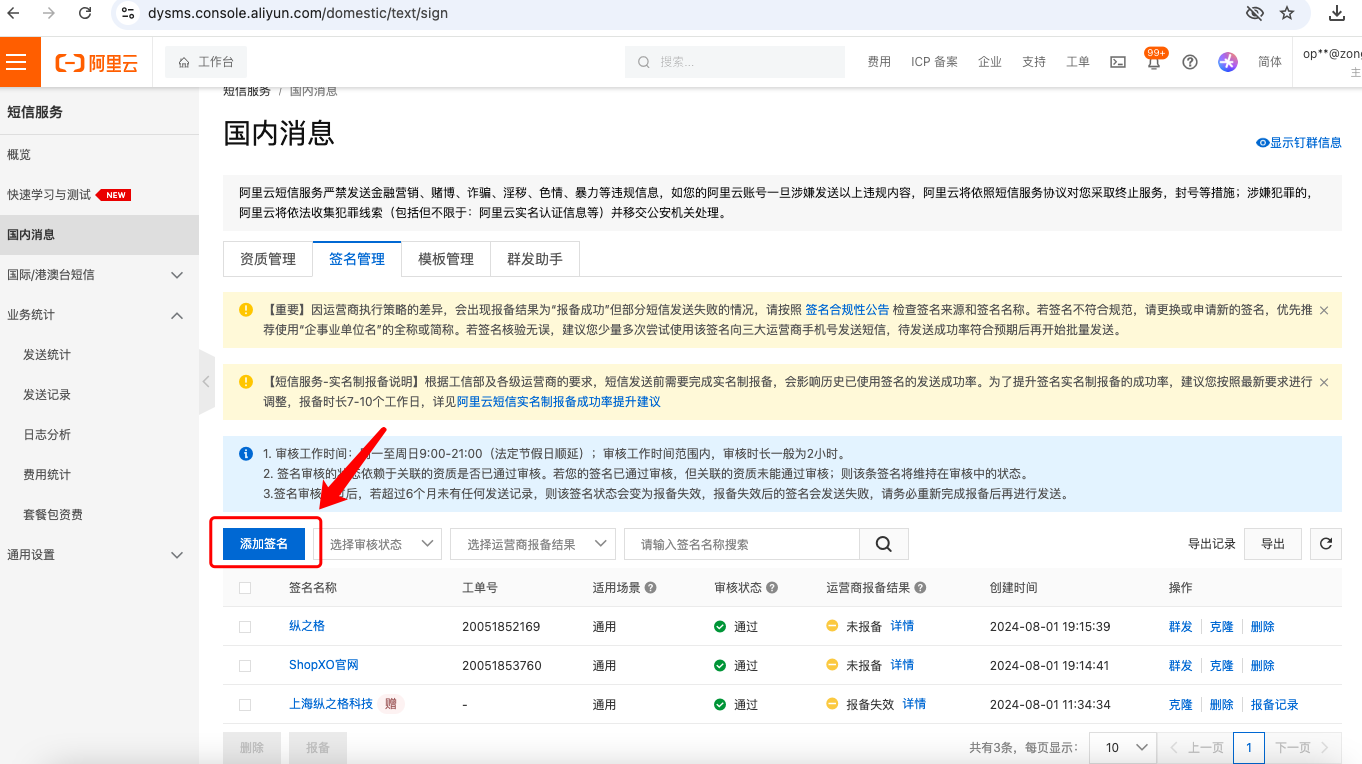 dysms.console.aliyun.com/domestic/text/sign
阿里云
工作台
搜索...
费用
ICP 备案
企业
支持
工单
99+
简体
op**@zong
主
短信服务
概览
快速学习与测试 NEW
国内消息
国际/港澳台短信
业务统计
发送统计
发送记录
日志分析
费用统计
套餐包资费
通用设置
短信服务 / 国内消息
国内消息
显示钉群信息
阿里云短信服务严禁发送金融营销、赌博、诈骗、淫秽、色情、暴力等违规信息，如您的阿里云账号一旦涉嫌发送以上违规内容，阿里云将依照短信服务协议对您采取终止服务，封号等措施；涉嫌犯罪的，
阿里云将依法收集犯罪线索（包括但不限于：阿里云实名认证信息等）并移交公安机关处理。
资质管理 签名管理 模板管理 群发助手
【重要】因运营商执行策略的差异，会出现报备结果为“报备成功”但部分短信发送失败的情况，请按照 签名合规性公告 检查签名来源和签名名称。若签名不符合规范，请更换或申请新的签名，优先推
荐使用“企事业单位名”的全称或简称。若签名核验无误，建议您少量多次尝试使用该签名向三大运营商手机号发送短信，待发送成功率符合预期后再开始批量发送。
【短信服务-实名制报备说明】根据工信部及各级运营商的要求，短信发送前需要完成实名制报备，会影响历史已使用签名的发送成功率。为了提升签名实名制报备的成功率，建议您按照最新要求进行
调整，报备时长7-10个工作日，详见阿里云短信实名制报备成功率提升建议
1. 审核工作时间：周一至周日9:00-21:00（法定节假日顺延）；审核工作时间范围内，审核时长一般为2小时。
2. 签名审核的状态依赖于关联的资质是否已通过审核。若您的签名已通过审核，但关联的资质未能通过审核；则该条签名将维持在审核中的状态。
3.签名审核 后，若超过6个月未有任何发送记录，则该签名状态会变为报备失效，报备失效后的签名会发送失败，请务必重新完成报备后再进行发送。
添加签名 选择审核状态 选择运营商报备结果 请输入签名名称搜索 导出记录 导出
签名名称 工单号 适用场景 审核状态 运营商报备结果 创建时间 操作
纵之格 20051852169 通用 通过 未报备 详情 2024-08-01 19:15:39 群发 克隆 删除
ShopXO官网 20051853760 通用 通过 未报备 详情 2024-08-01 19:14:41 群发 克隆 删除
上海纵之格科技 赠 - 通用 通过 报备失效 详情 2024-08-01 11:34:34 克隆 删除 报备记录
删除 报备 共有3条，每页显示： 10 上一页 1 下一页